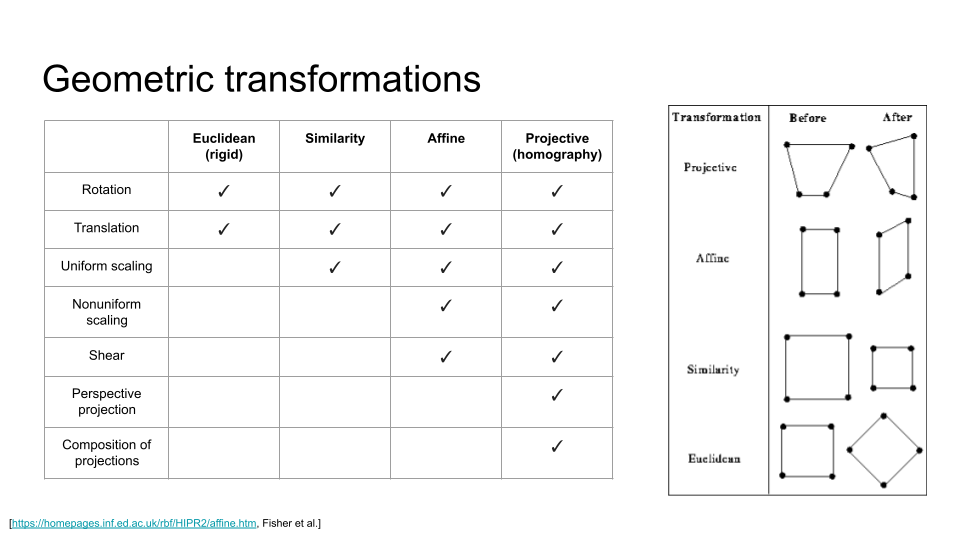 Geometric transformations
Euclidean
(rigid)
Similarity
Affine
Projective
(homography)
Rotation
✓ ✓ ✓ ✓
Translation
✓ ✓ ✓ ✓
Uniform scaling
✓ ✓ ✓
Nonuniform
scaling
✓ ✓
Shear
✓ ✓
Perspective
projection
✓
Composition of
projections
✓
Transformation Before After
Projective
Affine
Similarity
Euclidean
[https://homepages.inf.ed.ac.uk/rbf/HIPR2/affine.htm, Fisher et al.]